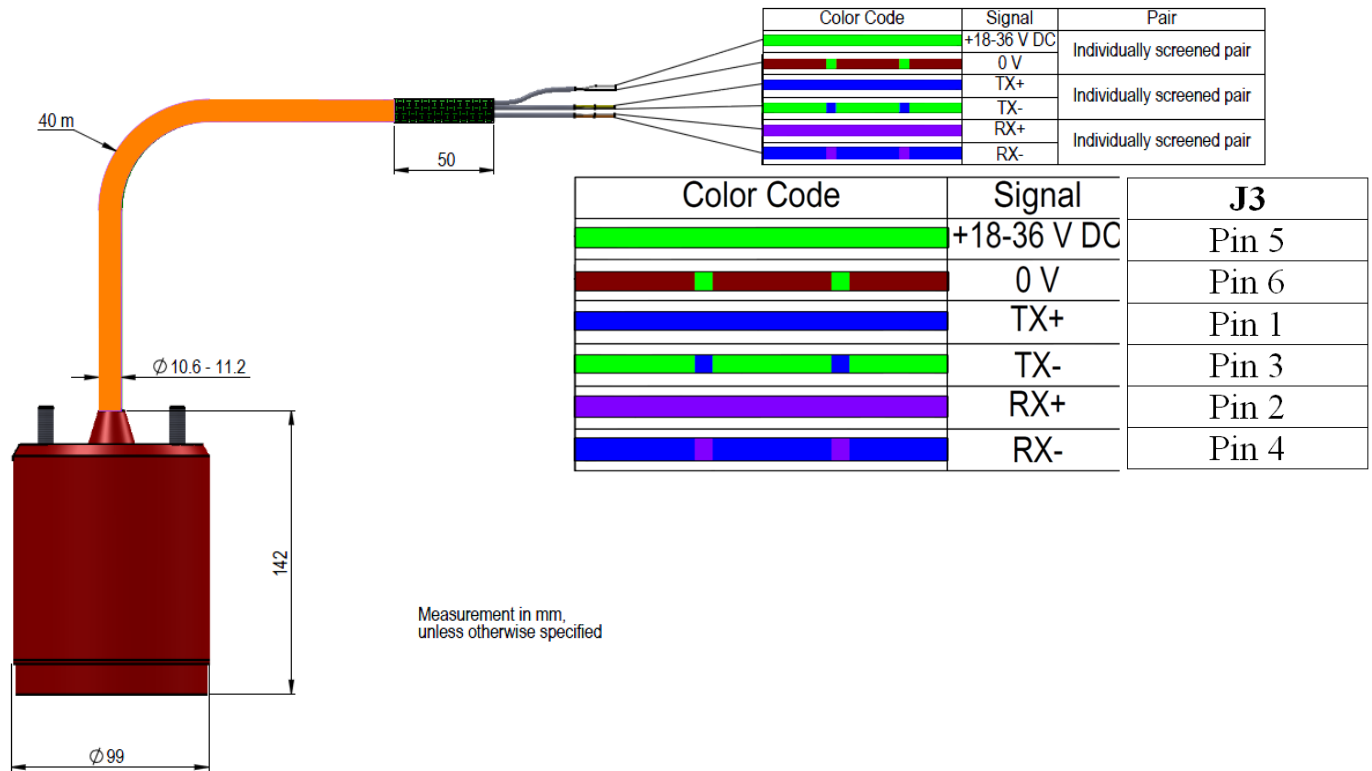 Color Code Signal Pair
+18-36 V DC Individually screened pair
0 V
TX+ Individually screened pair
TX-
RX+ Individually screened pair
RX-
40 m
50
Color Code Signal J3
+18-36 V DC Pin 5
0 V Pin 6
TX+ Pin 1
TX- Pin 3
RX+ Pin 2
RX- Pin 4
∅10.6 - 11.2
142
Measurement in mm,
unless otherwise specified
∅99